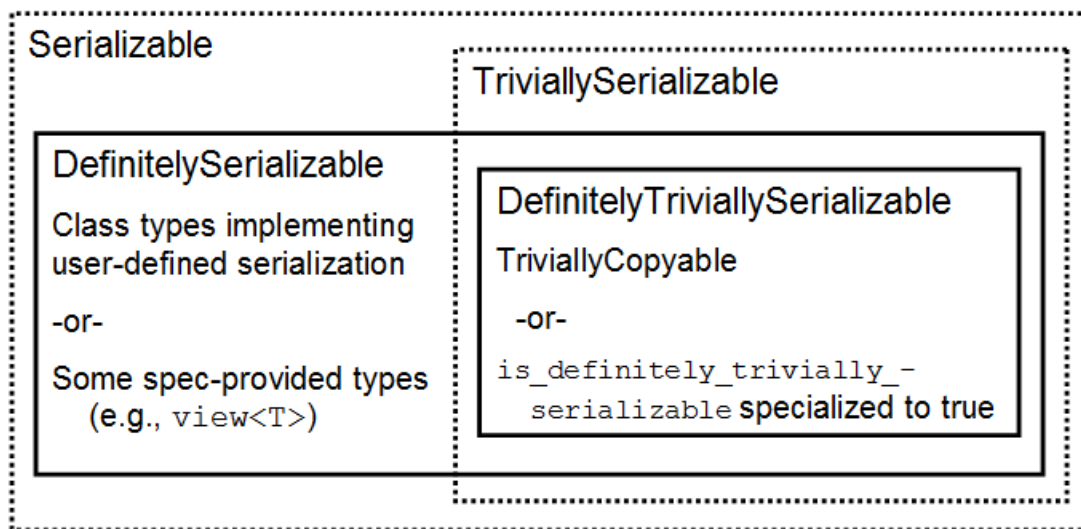 Serializable
TriviallySerializable
DefinitelySerializable
Class types implementing
user-defined serialization
-or-
Some spec-provided types
(e.g., view<T>)
DefinitelyTriviallySerializable
TriviallyCopyable
-or-
is_definitely_trivially_-
serializable specialized to true